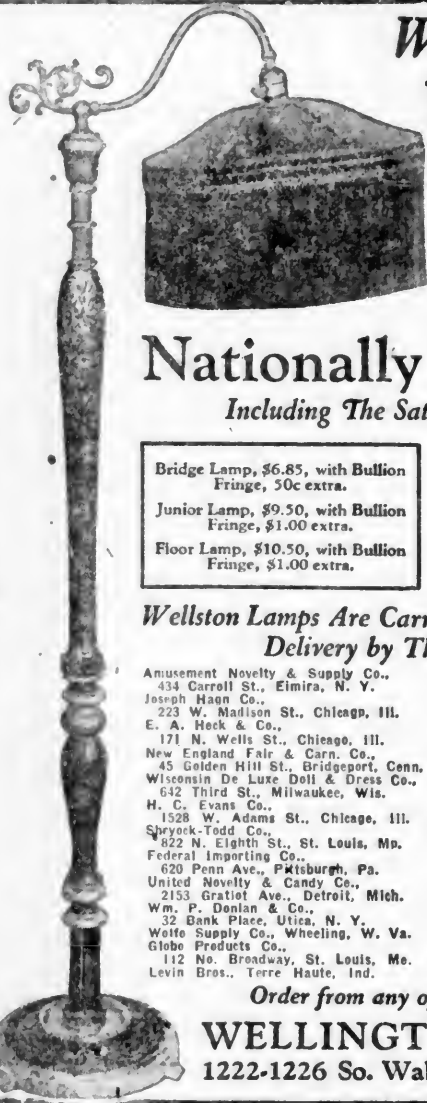 W
Nationally
Including The Sat
Bridge Lamp, $6.85, with Bullion
Fringe, 50c extra.
Junior Lamp, $9.50, with Bullion
Fringe, $1.00 extra.
Floor Lamp, $10.50, with Bullion
Fringe, $1.00 extra.
Wellston Lamps Are Carr
Delivery by Th
Amusement Novelty & Supply Co.,
434 Carroll St., Elmira, N. Y.
Joseph Hagn Co.,
223 W. Madison St., Chicago, Ill.
E. A. Hock & Co.,
171 N. Wells St., Chicago, Ill.
New England Fair & Carn. Co.,
45 Golden Hill St., Bridgeport, Conn.
Wisconsin De Luxe Doll & Dress Co.,
642 Third St., Milwaukee, Wis.
H. C. Evans Co.,
1528 W. Adams St., Chicago, Ill.
Shryock-Todd Co.,
822 N. Eighth St., St. Louis, Mo.
Federal Importing Co.,
620 Penn Ave., Pittsburgh, Pa.
United Novelty & Candy Co.,
2153 Gratiot Ave., Detroit, Mich.
Wm. P. Donlan & Co.,
32 Bank Place, Utica, N. Y.
Wolfe Supply Co., Wheeling, W. Va.
Globe Products Co.,
112 No. Broadway, St. Louis, Mo.
Levin Bros., Terre Haute, Ind.
Order from any o
WELLINGT
1222-1226 So. Wal